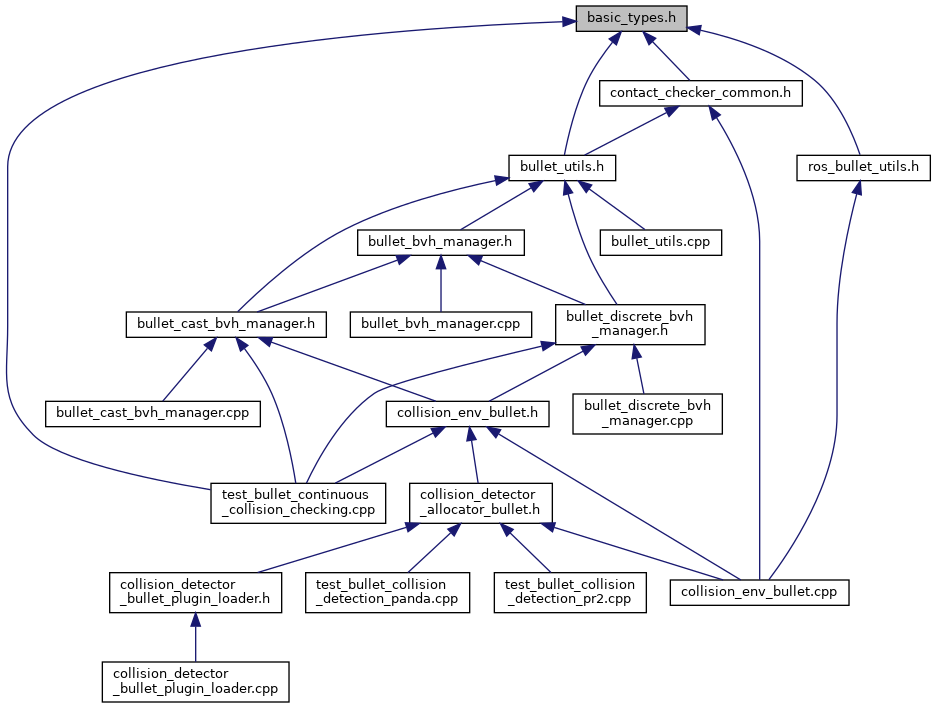 basic_types.h
contact_checker_common.h
bullet_utils.h
ros_bullet_utils.h
bullet_bvh_manager.h
bullet_utils.cpp
bullet_cast_bvh_manager.h
bullet_bvh_manager.cpp
bullet_discrete_bvh
_manager.h
bullet_cast_bvh_manager.cpp
collision_env_bullet.h
bullet_discrete_bvh
_manager.cpp
test_bullet_continuous
_collision_checking.cpp
collision_detector
_allocator_bullet.h
collision_detector
_bullet_plugin_loader.h
test_bullet_collision
_detection_panda.cpp
test_bullet_collision
_detection_pr2.cpp
collision_env_bullet.cpp
collision_detector
_bullet_plugin_loader.cpp